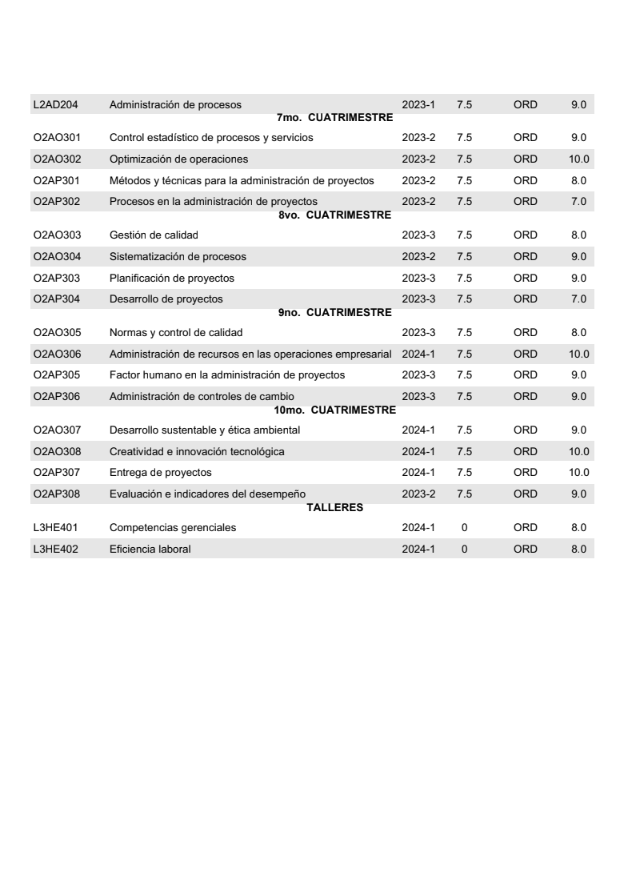 L2AD204 Administración de procesos 2023-1 7.5 ORD 9.0
7mo. CUATRIMESTRE
O2AO301 Control estadístico de procesos y servicios 2023-2 7.5 ORD 9.0
O2AO302 Optimización de operaciones 2023-2 7.5 ORD 10.0
O2AP301 Métodos y técnicas para la administración de proyectos 2023-2 7.5 ORD 8.0
O2AP302 Procesos en la administración de proyectos 2023-2 7.5 ORD 7.0
8vo. CUATRIMESTRE
O2AO303 Gestión de calidad 2023-3 7.5 ORD 8.0
O2AO304 Sistematización de procesos 2023-2 7.5 ORD 9.0
O2AP303 Planificación de proyectos 2023-3 7.5 ORD 9.0
O2AP304 Desarrollo de proyectos 2023-3 7.5 ORD 7.0
9no. CUATRIMESTRE
O2AO305 Normas y control de calidad 2023-3 7.5 ORD 8.0
O2AO306 Administración de recursos en las operaciones empresarial 2024-1 7.5 ORD 10.0
O2AP305 Factor humano en la administración de proyectos 2023-3 7.5 ORD 9.0
O2AP306 Administración de controles de cambio 2023-3 7.5 ORD 9.0
10mo. CUATRIMESTRE
O2AO307 Desarrollo sustentable y ética ambiental 2024-1 7.5 ORD 9.0
O2AO308 Creatividad e innovación tecnológica 2024-1 7.5 ORD 10.0
O2AP307 Entrega de proyectos 2024-1 7.5 ORD 10.0
O2AP308 Evaluación e indicadores del desempeño 2023-2 7.5 ORD 9.0
TALLERES
L3HE401 Competencias gerenciales 2024-1 0 ORD 8.0
L3HE402 Eficiencia laboral 2024-1 0 ORD 8.0